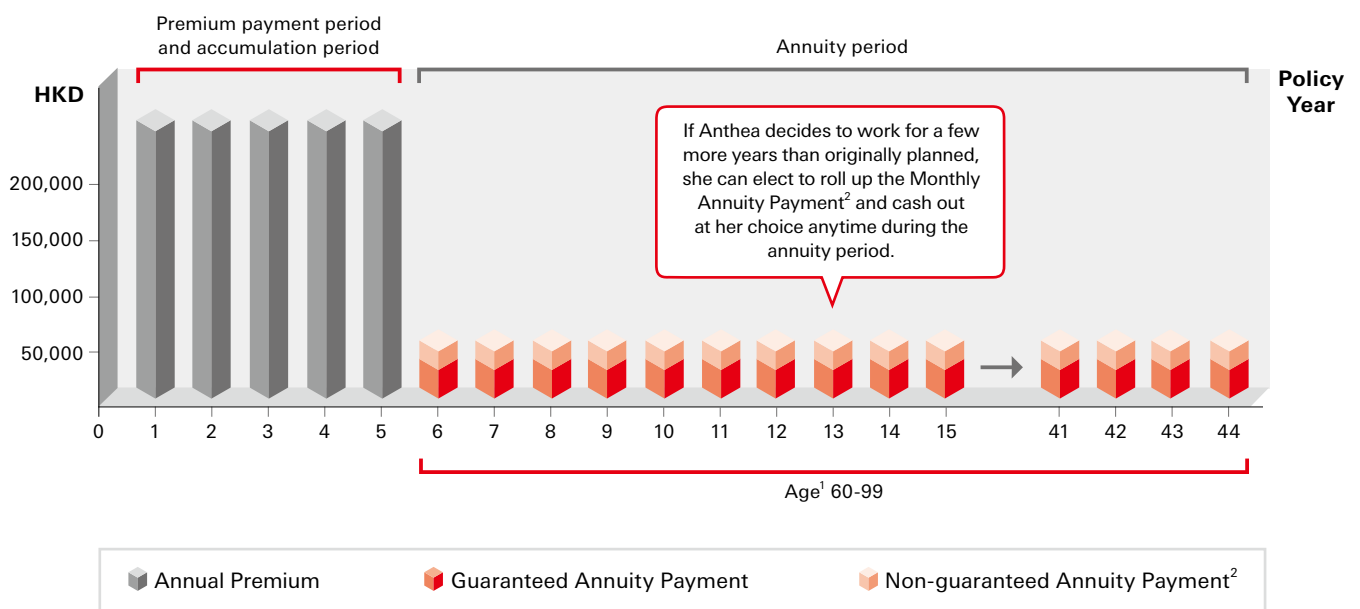 Premium payment period
and accumulation period
Annuity period
HKD
Policy
Year
If Anthea decides to work for a few
more years than originally planned,
she can elect to roll up the Monthly
Annuity Payment² and cash out
at her choice anytime during the
annuity period.
200,000
150,000
100,000
50,000
0 1 2 3 4 5 6 7 8 9 10 11 12 13 14 15 41 42 43 44
Age¹ 60-99
Annual Premium Guaranteed Annuity Payment Non-guaranteed Annuity Payment²